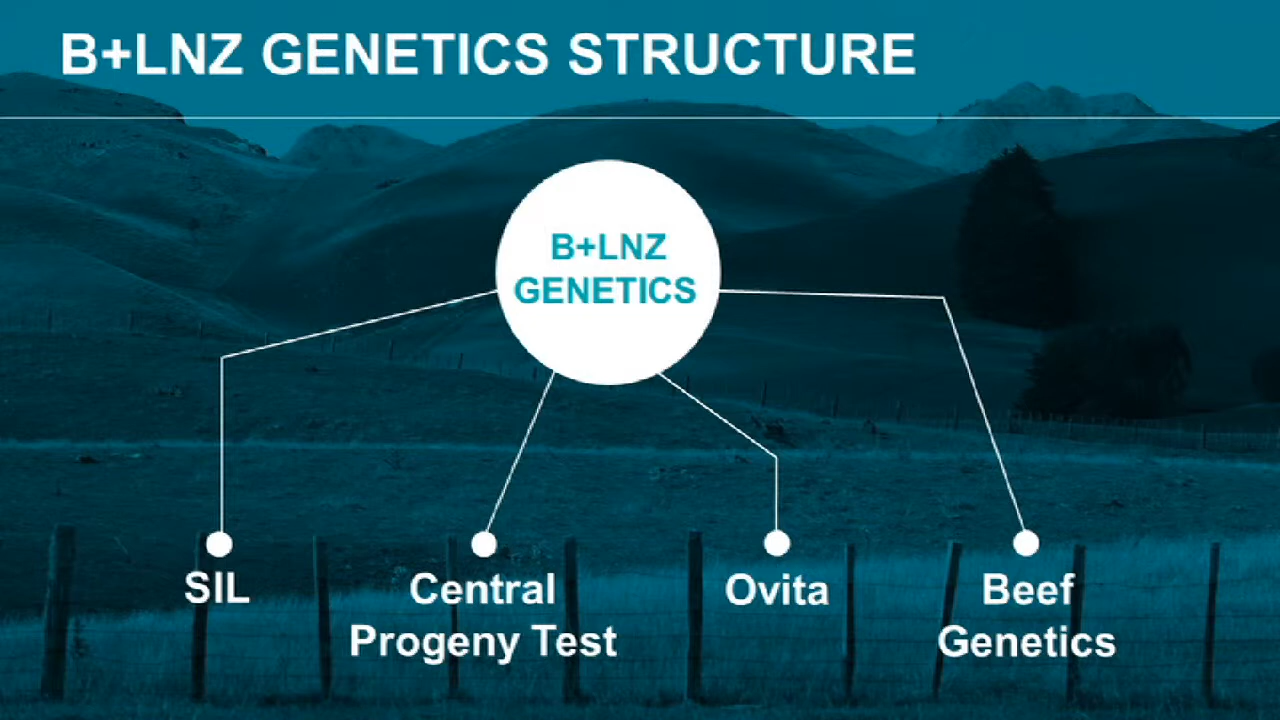 B+LNZ GENETICS STRUCTURE
B+LNZ
GENETICS
SIL
Central
Progeny Test
Ovita
Beef
Genetics